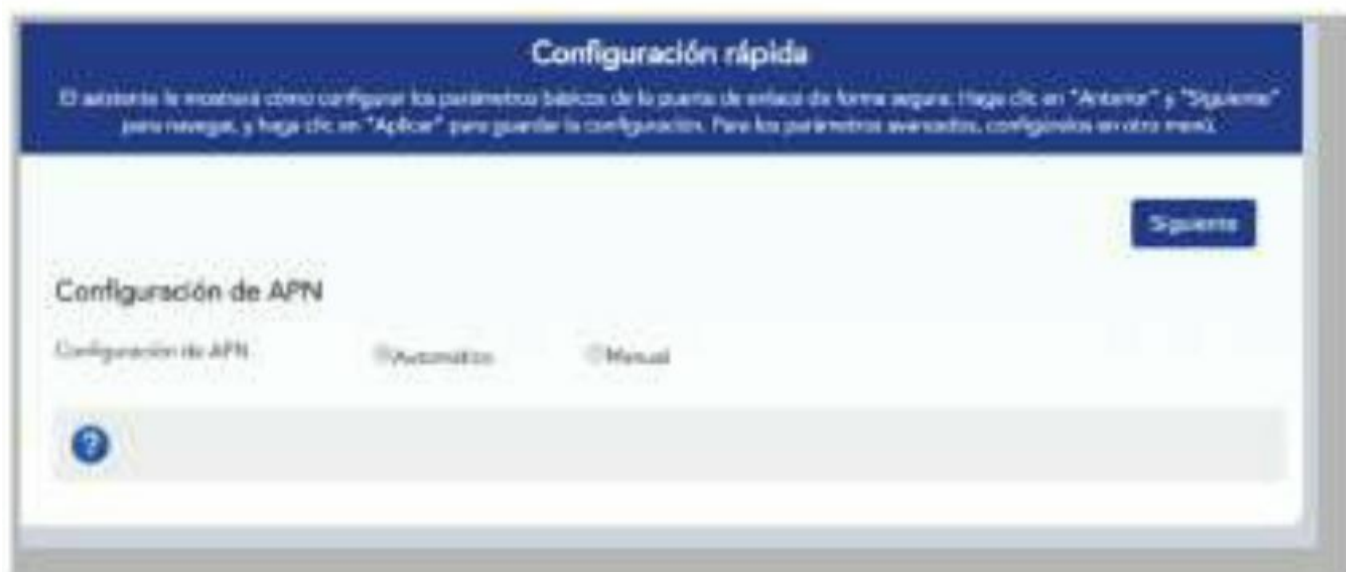 Configuración rápida
El asistente le mostrará cómo configurar los parámetros básicos de la puerta de enlace de forma segura. Haga clic en "Anterior" y "Siguiente"
para navegar, y haga clic en "Aplicar" para guardar la configuración. Para los parámetros avanzados, configúrelos en otro menú.
Siguiente
Configuración de APN
Configuración de APN Automático Manual
?